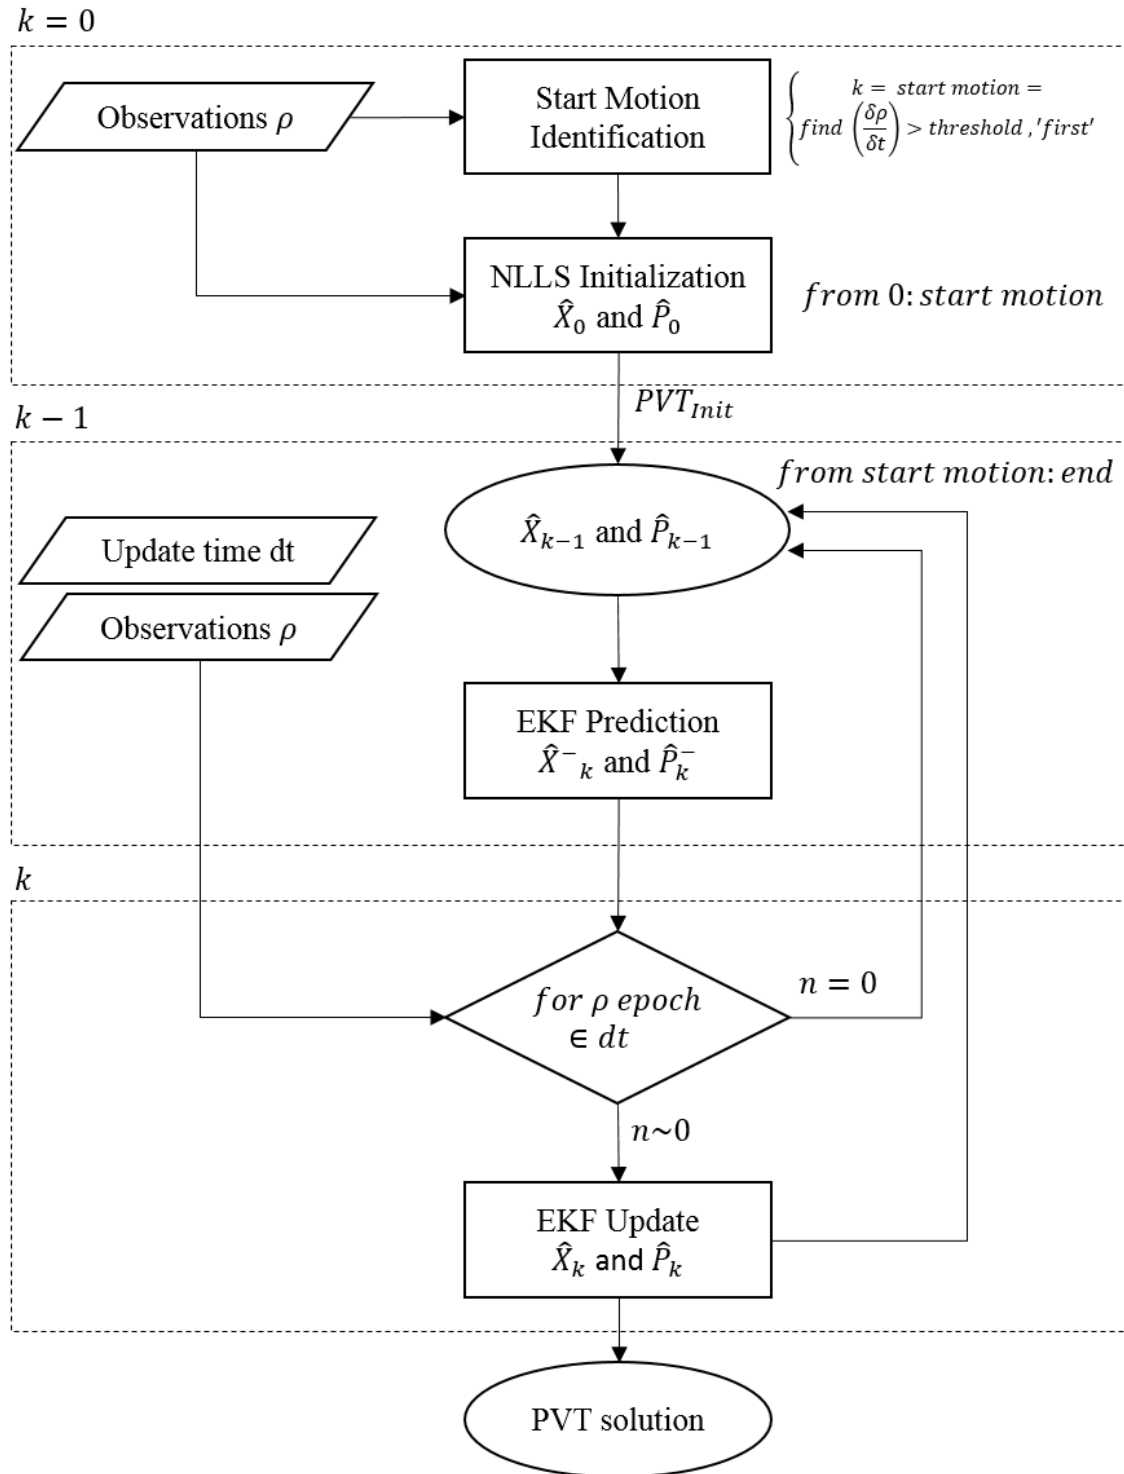 k = 0
Observations ρ
Start Motion
Identification
k = start motion =
find (δρ/δt) > threshold ,'first'
NLLS Initialization
X̂₀ and P̂₀
from 0: start motion
PVT_Init
k − 1
from start motion: end
X̂ₖ₋₁ and P̂ₖ₋₁
Update time dt
Observations ρ
EKF Prediction
X̂⁻ₖ and P̂ₖ⁻
k
for ρ epoch
∈ dt
n = 0
n~0
EKF Update
X̂ₖ and P̂ₖ
PVT solution